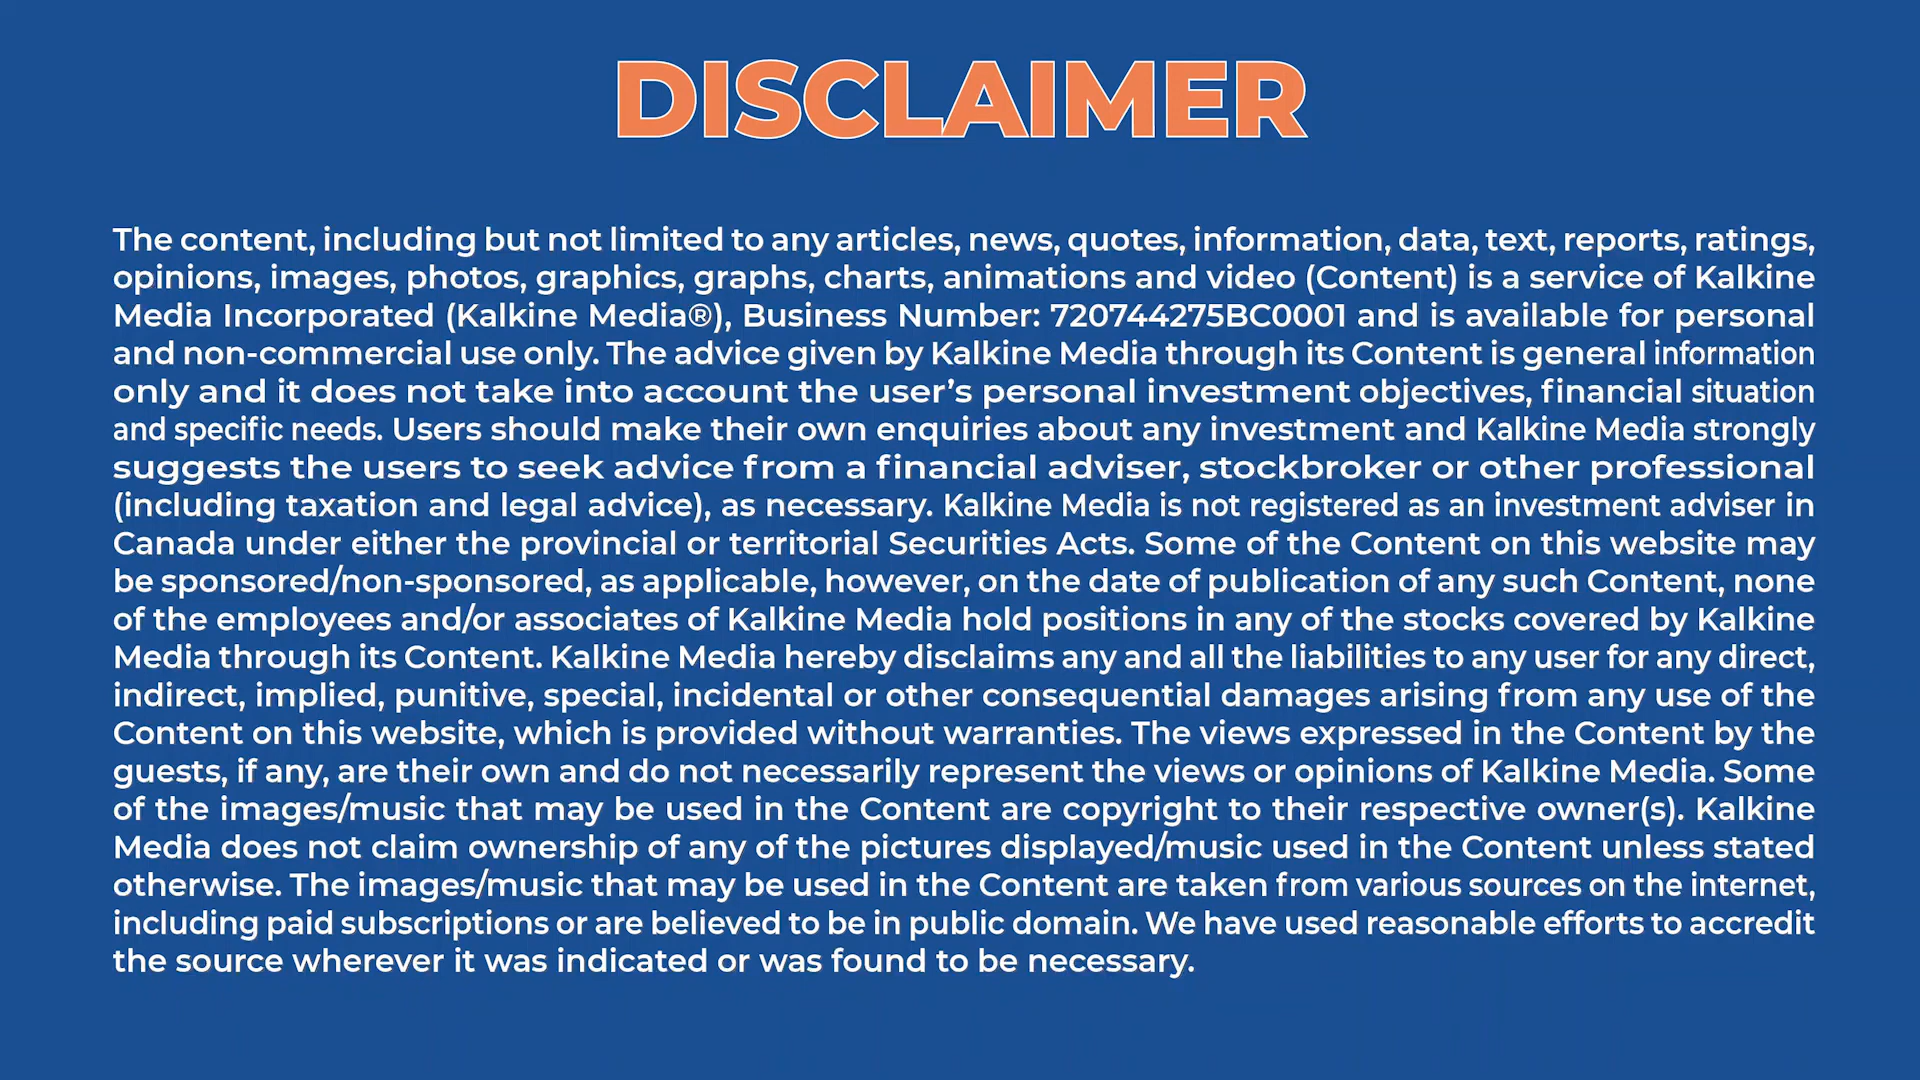 DISCLAIMER
The content, including but not limited to any articles, news, quotes, information, data, text, reports, ratings,
opinions, images, photos, graphics, graphs, charts, animations and video (Content) is a service of Kalkine
Media Incorporated (Kalkine Media®), Business Number: 720744275BC0001 and is available for personal
and non-commercial use only. The advice given by Kalkine Media through its Content is general information
only and it does not take into account the user’s personal investment objectives, financial situation
and specific needs. Users should make their own enquiries about any investment and Kalkine Media strongly
suggests the users to seek advice from a financial adviser, stockbroker or other professional
(including taxation and legal advice), as necessary. Kalkine Media is not registered as an investment adviser in
Canada under either the provincial or territorial Securities Acts. Some of the Content on this website may
be sponsored/non-sponsored, as applicable, however, on the date of publication of any such Content, none
of the employees and/or associates of Kalkine Media hold positions in any of the stocks covered by Kalkine
Media through its Content. Kalkine Media hereby disclaims any and all the liabilities to any user for any direct,
indirect, implied, punitive, special, incidental or other consequential damages arising from any use of the
Content on this website, which is provided without warranties. The views expressed in the Content by the
guests, if any, are their own and do not necessarily represent the views or opinions of Kalkine Media. Some
of the images/music that may be used in the Content are copyright to their respective owner(s). Kalkine
Media does not claim ownership of any of the pictures displayed/music used in the Content unless stated
otherwise. The images/music that may be used in the Content are taken from various sources on the internet,
including paid subscriptions or are believed to be in public domain. We have used reasonable efforts to accredit
the source wherever it was indicated or was found to be necessary.